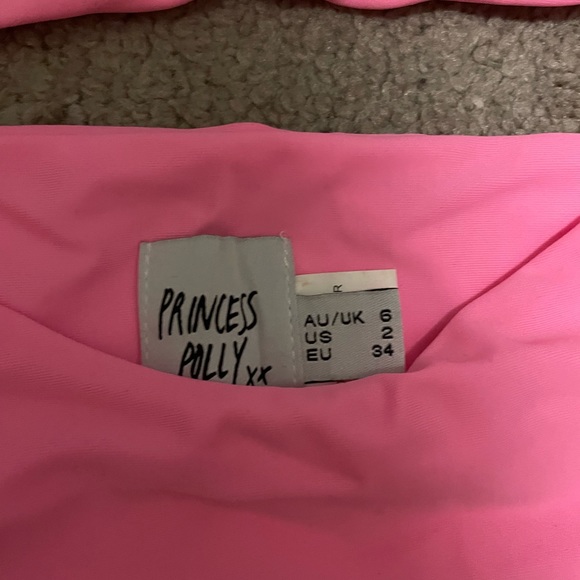 PRINCESS
POLLY xx
R
AU/UK 6
US 2
EU 34